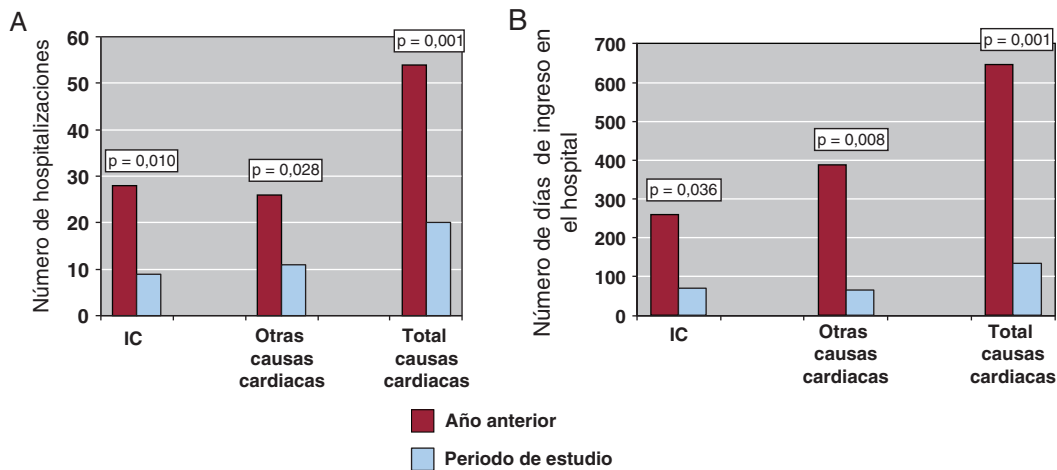 A
Número de hospitalizaciones
60
50
40
30
20
10
0
p = 0,010
p = 0,028
p = 0,001
IC
Otras causas cardiacas
Total causas cardiacas
B
Número de días de ingreso en el hospital
700
600
500
400
300
200
100
0
p = 0,036
p = 0,008
p = 0,001
IC
Otras causas cardiacas
Total causas cardiacas
Año anterior
Periodo de estudio